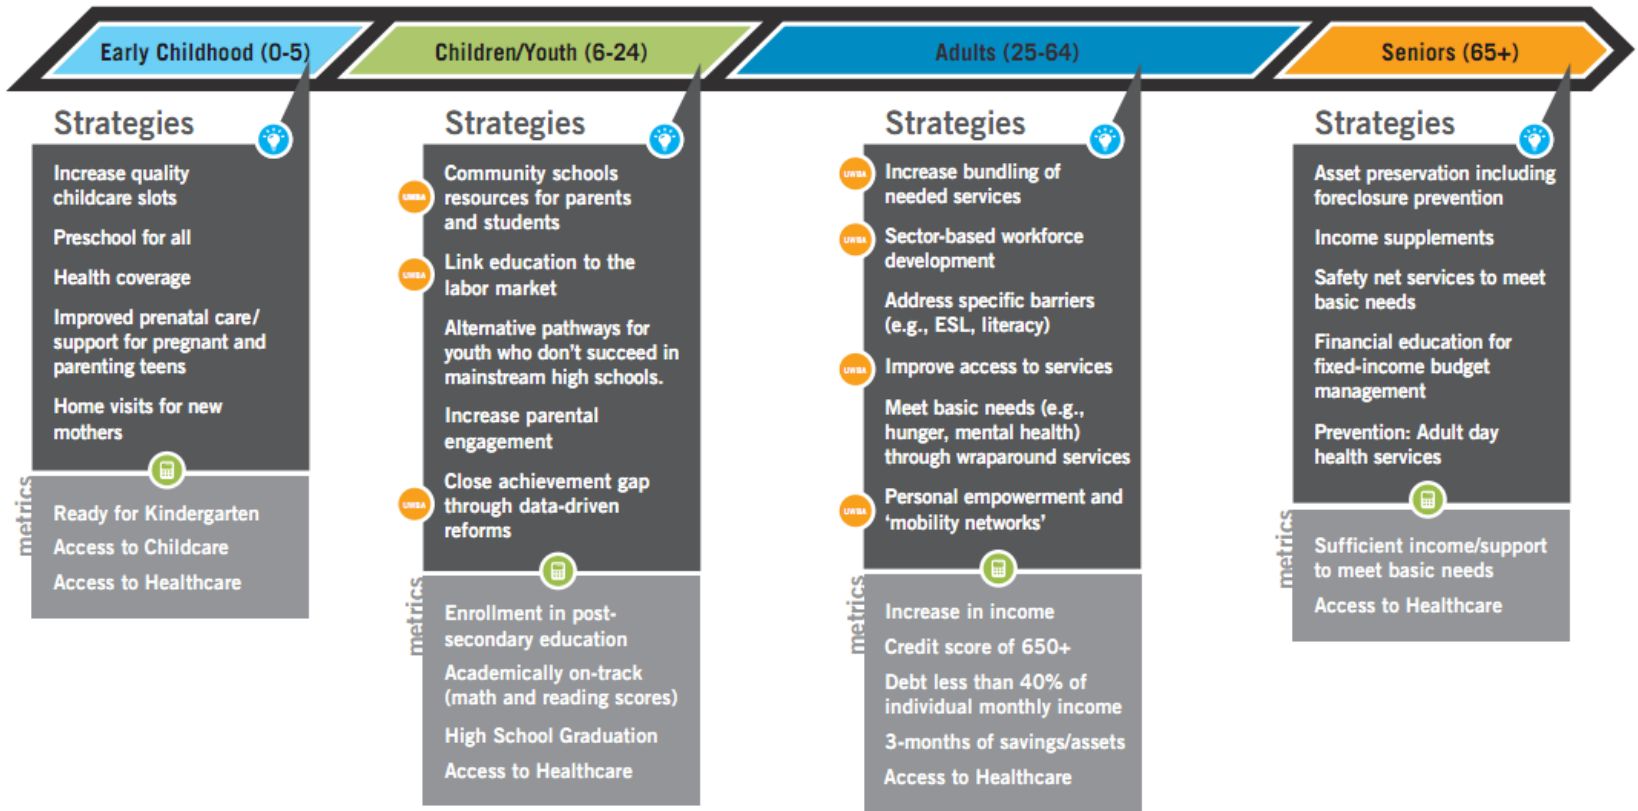 Early Childhood (0-5)
Children/Youth (6-24)
Adults (25-64)
Seniors (65+)
Strategies
Increase quality
childcare slots
Preschool for all
Health coverage
Improved prenatal care/
support for pregnant and
parenting teens
Home visits for new
mothers
metrics
Ready for Kindergarten
Access to Childcare
Access to Healthcare
Strategies
UWBA
Community schools
resources for parents
and students
UWBA
Link education to the
labor market
Alternative pathways for
youth who don't succeed in
mainstream high schools.
Increase parental
engagement
UWBA
Close achievement gap
through data-driven
reforms
metrics
Enrollment in post-
secondary education
Academically on-track
(math and reading scores)
High School Graduation
Access to Healthcare
Strategies
UWBA
Increase bundling of
needed services
UWBA
Sector-based workforce
development
Address specific barriers
(e.g., ESL, literacy)
UWBA
Improve access to services
Meet basic needs (e.g.,
hunger, mental health)
through wraparound services
UWBA
Personal empowerment and
‘mobility networks’
metrics
Increase in income
Credit score of 650+
Debt less than 40% of
individual monthly income
3-months of savings/assets
Access to Healthcare
Strategies
Asset preservation including
foreclosure prevention
Income supplements
Safety net services to meet
basic needs
Financial education for
fixed-income budget
management
Prevention: Adult day
health services
metrics
Sufficient income/support
to meet basic needs
Access to Healthcare